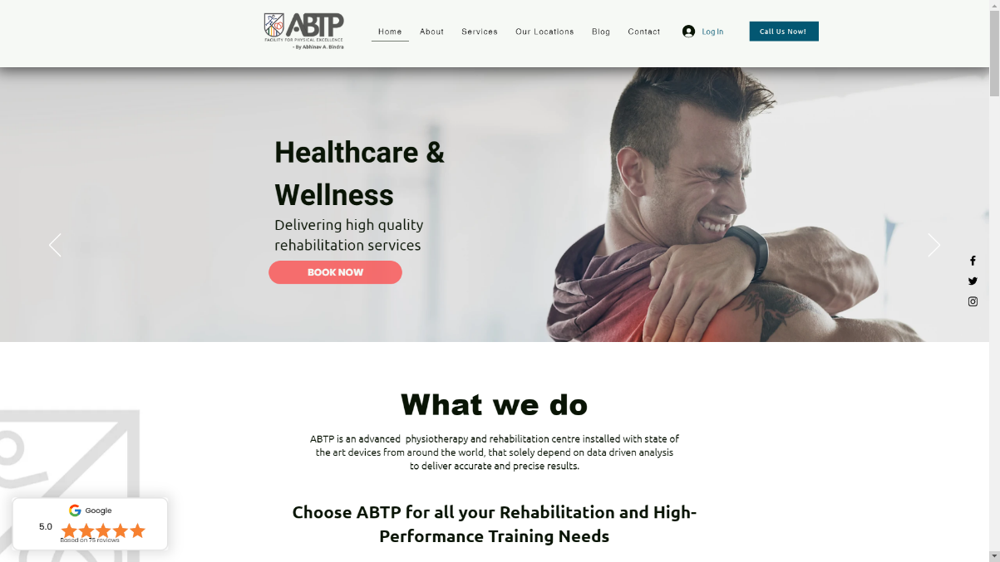 ABTP
FACILITY FOR PHYSICAL EXCELLENCE
- By Abhinav A. Bindra
Home
About
Services
Our Locations
Blog
Contact
Log In
Call Us Now!
Healthcare &
Wellness
Delivering high quality
rehabilitation services
BOOK NOW
What we do
ABTP is an advanced  physiotherapy and rehabilitation centre installed with state of
the art devices from around the world, that solely depend on data driven analysis
to deliver accurate and precise results.
Choose ABTP for all your Rehabilitation and High-
Performance Training Needs
Google
5.0
Based on 75 reviews